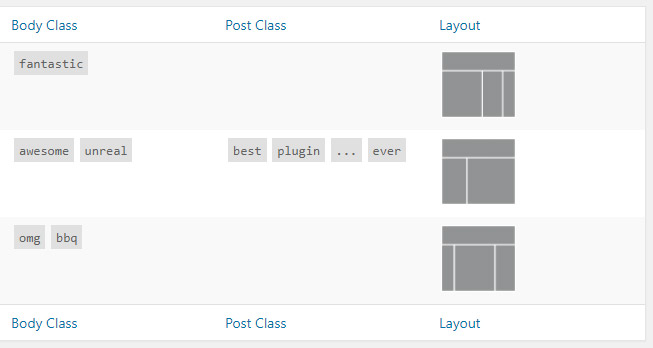 Body Class Post Class Layout
fantastic
awesome unreal best plugin ... ever
omg bbq
Body Class Post Class Layout